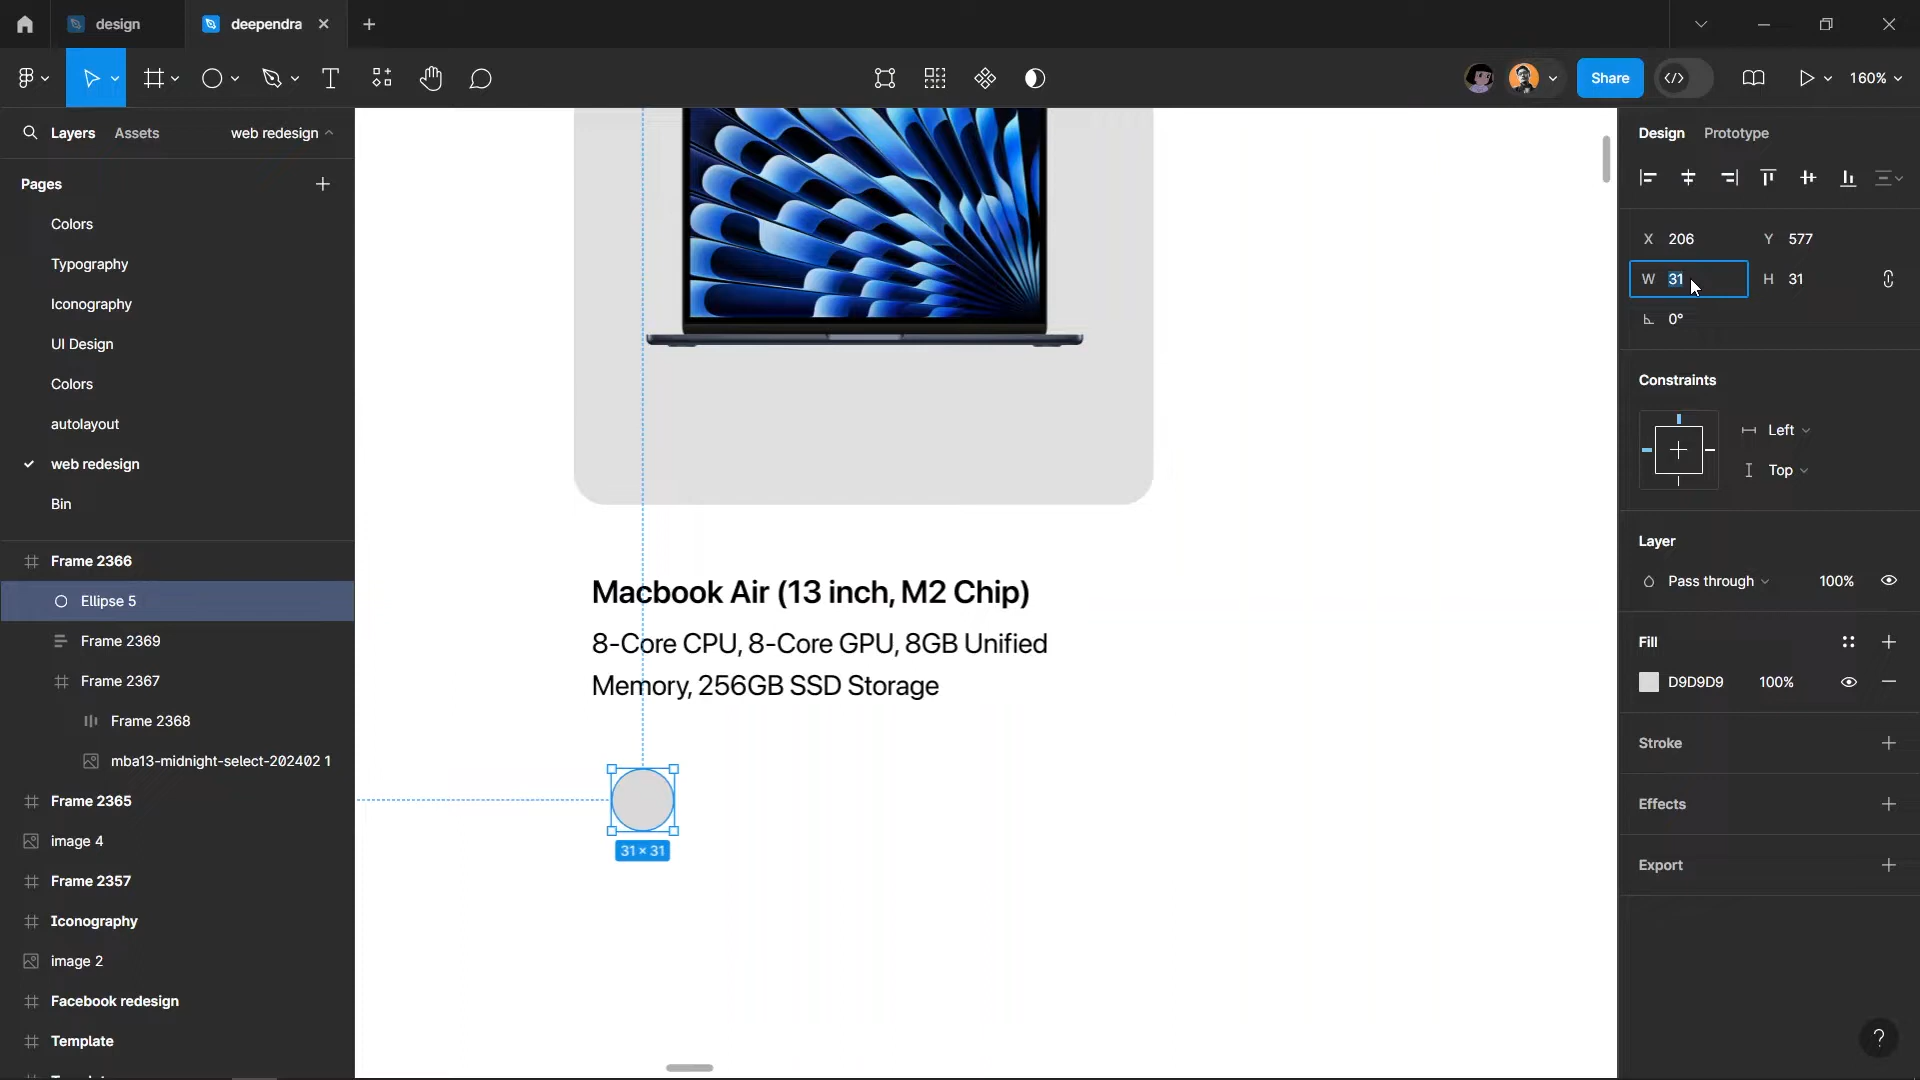 design
deependra
Share
160%
Layers
Assets
web redesign
Pages
Colors
Typography
Iconography
UI Design
Colors
autolayout
web redesign
Bin
Frame 2366
Ellipse 5
Frame 2369
Frame 2367
Frame 2368
mba13-midnight-select-202402 1
Frame 2365
image 4
Frame 2357
Iconography
image 2
Facebook redesign
Template
Macbook Air (13 inch, M2 Chip)
8-Core CPU, 8-Core GPU, 8GB Unified
Memory, 256GB SSD Storage
31 × 31
Design
Prototype
X 206
Y 577
W 31
H 31
0°
Constraints
Left
Top
Layer
Pass through
100%
Fill
D9D9D9
100%
Stroke
Effects
Export
?